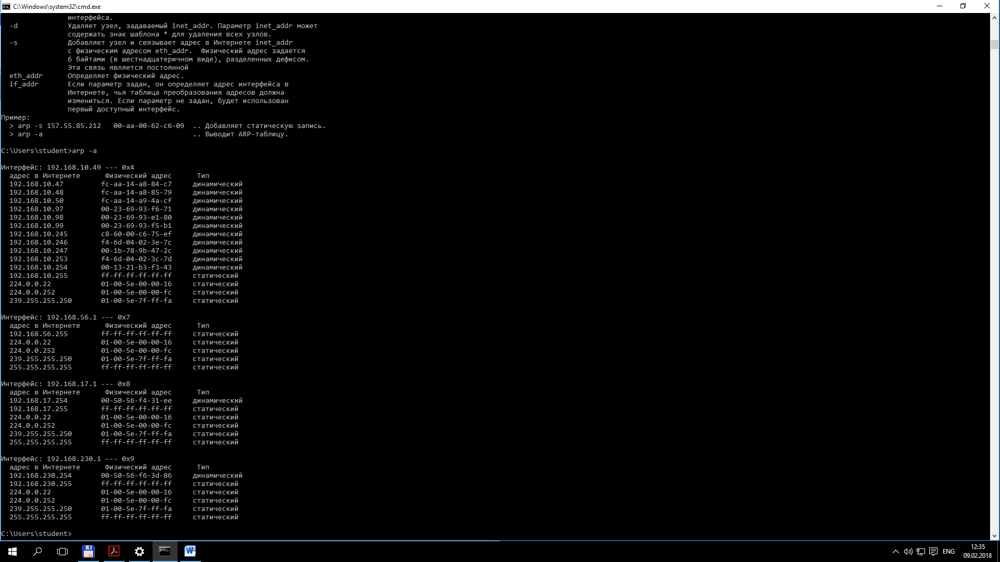 C:\Windows\system32\cmd.exe
интерфейса.
-d Удаляет узел, задаваемый inet_addr. Параметр inet_addr может
содержать знак шаблона * для удаления всех узлов.
-s Добавляет узел и связывает адрес в Интернете inet_addr
с физическим адресом eth_addr.  Физический адрес задается
6 байтами (в шестнадцатеричном виде), разделенных дефисом.
Эта связь является постоянной
eth_addr Определяет физический адрес.
if_addr Если параметр задан, он определяет адрес интерфейса в
Интернете, чья таблица преобразования адресов должна
измениться. Если параметр не задан, будет использован
первый доступный интерфейс.
Пример:
> arp -s 157.55.85.212   00-aa-00-62-c6-09  .. Добавляет статическую запись.
> arp -a .. Выводит ARP-таблицу.
C:\Users\student>arp -a
Интерфейс: 192.168.10.49 --- 0x4
адрес в Интернете Физический адрес Тип
192.168.10.47 fc-aa-14-a8-84-c7 динамический
192.168.10.48 fc-aa-14-a8-85-79 динамический
192.168.10.50 fc-aa-14-a9-4a-cf динамический
192.168.10.97 00-23-69-93-f6-71 динамический
192.168.10.98 00-23-69-93-e1-80 динамический
192.168.10.99 00-23-69-93-f5-b1 динамический
192.168.10.245 c8-60-00-c6-75-ef динамический
192.168.10.246 f4-6d-04-02-3e-7c динамический
192.168.10.247 00-1b-78-9b-47-2c динамический
192.168.10.253 f4-6d-04-02-3c-7d динамический
192.168.10.254 00-13-21-b3-f3-43 динамический
192.168.10.255 ff-ff-ff-ff-ff-ff статический
224.0.0.22 01-00-5e-00-00-16 статический
224.0.0.252 01-00-5e-00-00-fc статический
239.255.255.250 01-00-5e-7f-ff-fa статический
Интерфейс: 192.168.56.1 --- 0x7
адрес в Интернете Физический адрес Тип
192.168.56.255 ff-ff-ff-ff-ff-ff статический
224.0.0.22 01-00-5e-00-00-16 статический
224.0.0.252 01-00-5e-00-00-fc статический
239.255.255.250 01-00-5e-7f-ff-fa статический
255.255.255.255 ff-ff-ff-ff-ff-ff статический
Интерфейс: 192.168.17.1 --- 0x8
адрес в Интернете Физический адрес Тип
192.168.17.254 00-50-56-f4-31-ee динамический
192.168.17.255 ff-ff-ff-ff-ff-ff статический
224.0.0.22 01-00-5e-00-00-16 статический
224.0.0.252 01-00-5e-00-00-fc статический
239.255.255.250 01-00-5e-7f-ff-fa статический
255.255.255.255 ff-ff-ff-ff-ff-ff статический
Интерфейс: 192.168.230.1 --- 0x9
адрес в Интернете Физический адрес Тип
192.168.230.254 00-50-56-f6-3d-86 динамический
192.168.230.255 ff-ff-ff-ff-ff-ff статический
224.0.0.22 01-00-5e-00-00-16 статический
224.0.0.252 01-00-5e-00-00-fc статический
239.255.255.250 01-00-5e-7f-ff-fa статический
255.255.255.255 ff-ff-ff-ff-ff-ff статический
C:\Users\student>
ENG
12:35
09.02.2018